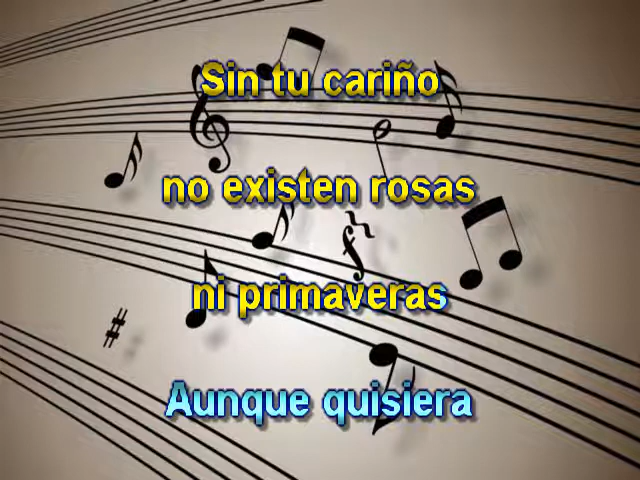 Sin tu cariño
no existen rosas
ni primaveras
Aunque quisiera